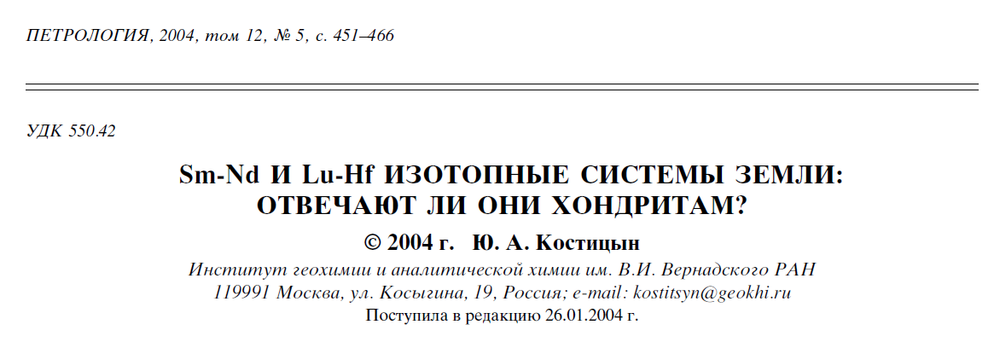 ПЕТРОЛОГИЯ, 2004, том 12, № 5, с. 451–466
УДК 550.42
Sm-Nd И Lu-Hf ИЗОТОПНЫЕ СИСТЕМЫ ЗЕМЛИ:
ОТВЕЧАЮТ ЛИ ОНИ ХОНДРИТАМ?
© 2004 г. Ю. А. Костицын
Институт геохимии и аналитической химии им. В.И. Вернадского РАН
119991 Москва, ул. Косыгина, 19, Россия; e-mail: kostitsyn@geokhi.ru
Поступила в редакцию 26.01.2004 г.